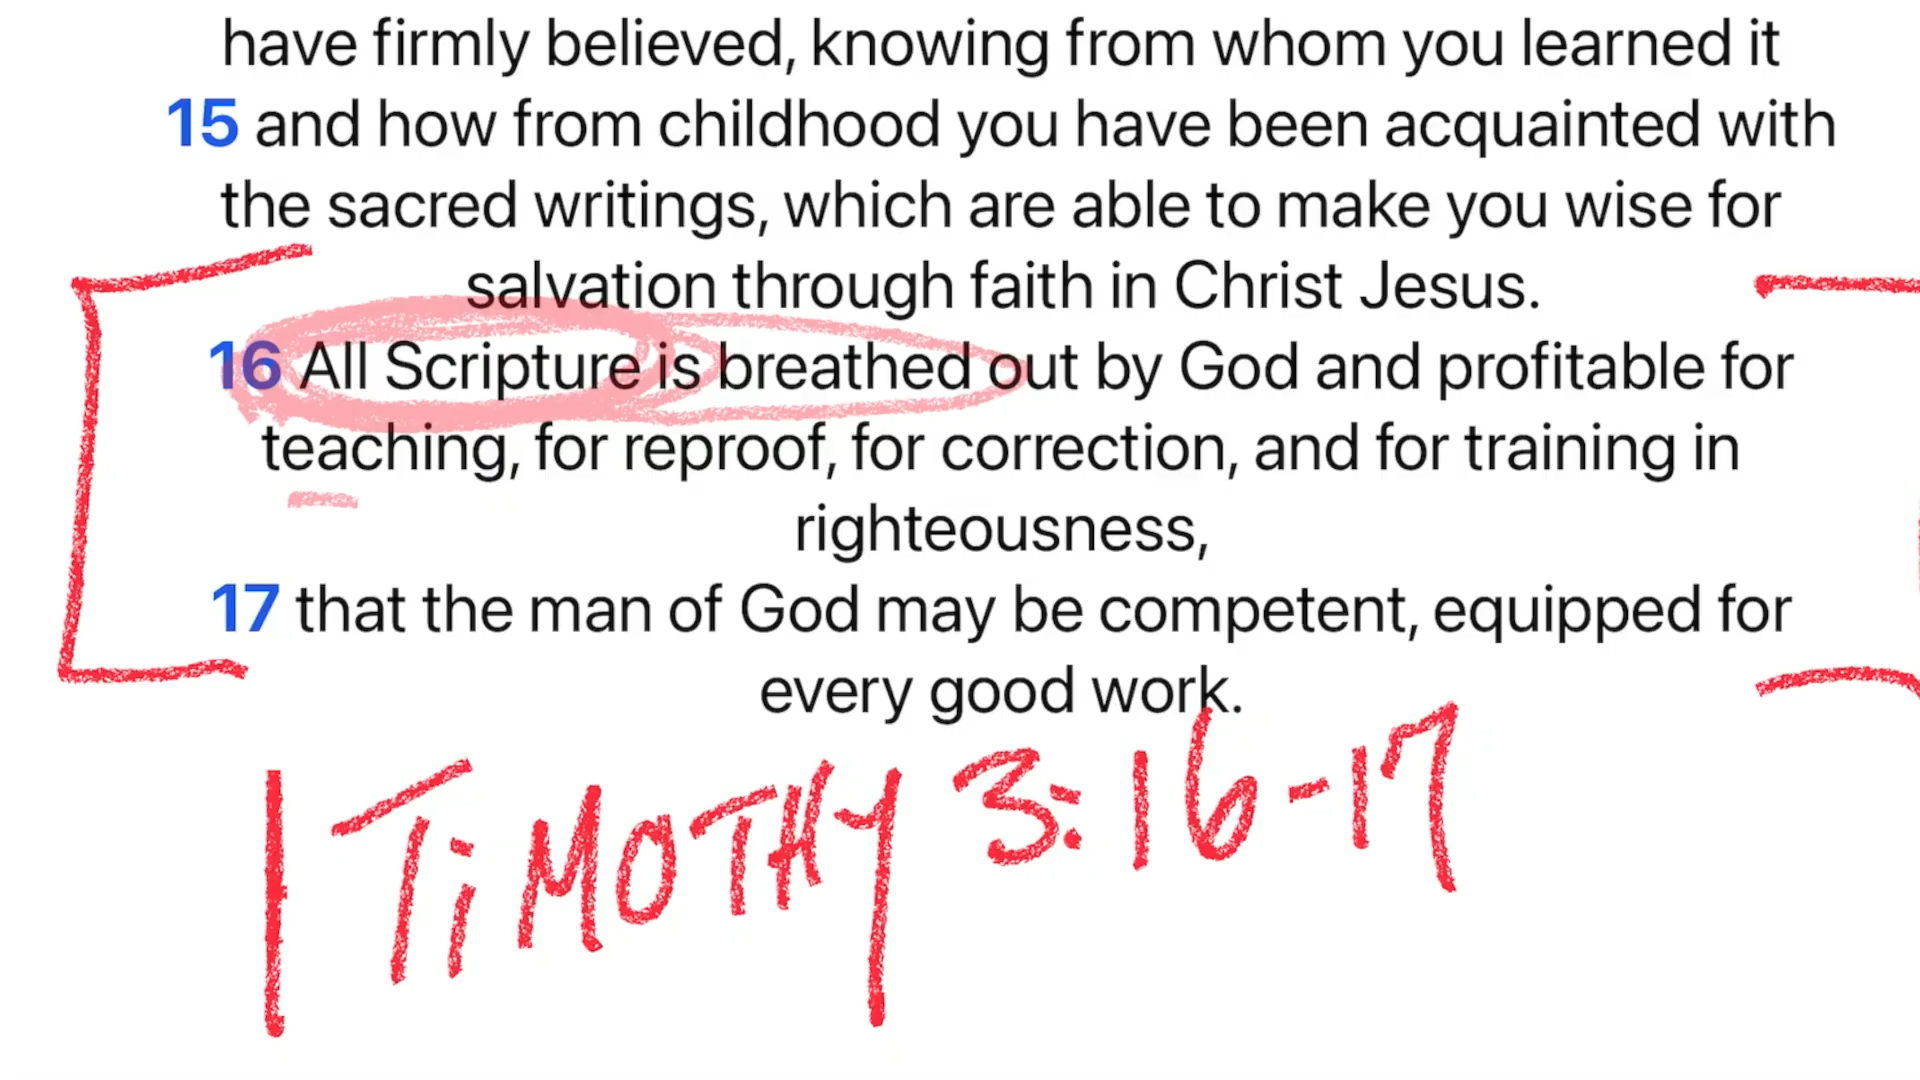 have firmly believed, knowing from whom you learned it
15 and how from childhood you have been acquainted with
the sacred writings, which are able to make you wise for
salvation through faith in Christ Jesus.
16 All Scripture is breathed out by God and profitable for
teaching, for reproof, for correction, and for training in
righteousness,
17 that the man of God may be competent, equipped for
every good work.
1 TiMOTHY 3:16-17